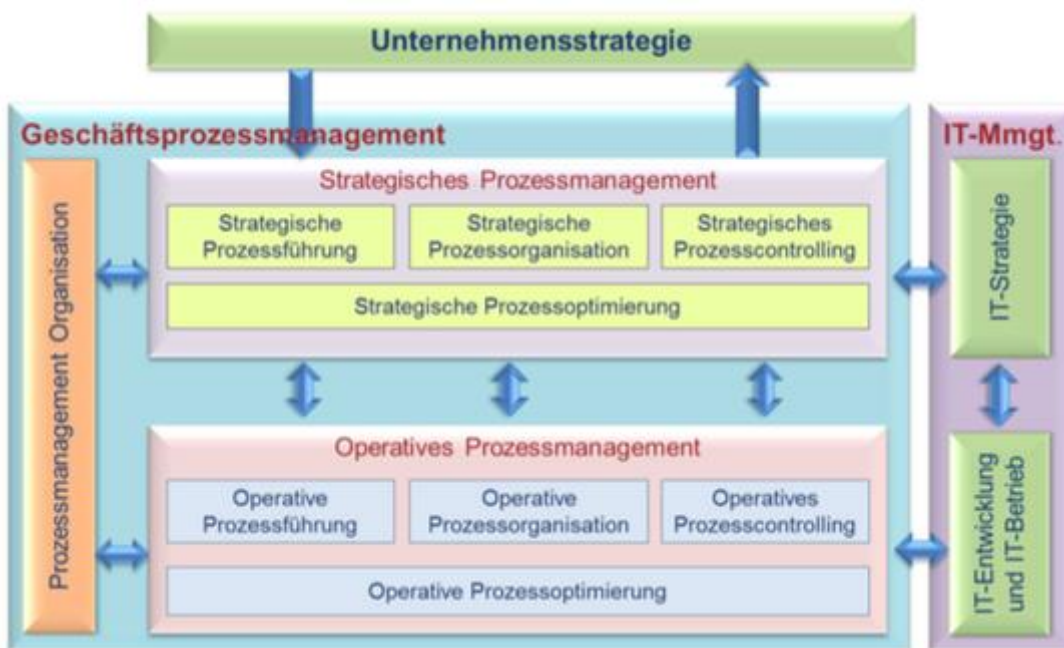 Unternehmensstrategie
Geschäftsprozessmanagement
IT-Mmgt.
Prozessmanagement Organisation
Strategisches Prozessmanagement
Strategische
Prozessführung
Strategische
Prozessorganisation
Strategisches
Prozesscontrolling
Strategische Prozessoptimierung
IT-Strategie
Operatives Prozessmanagement
Operative
Prozessführung
Operative
Prozessorganisation
Operatives
Prozesscontrolling
Operative Prozessoptimierung
IT-Entwicklung
und IT-Betrieb